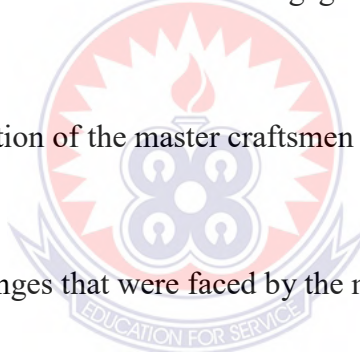 tion of the master craftsmen
nges that were faced by the
EDUCATION FOR SERVICE